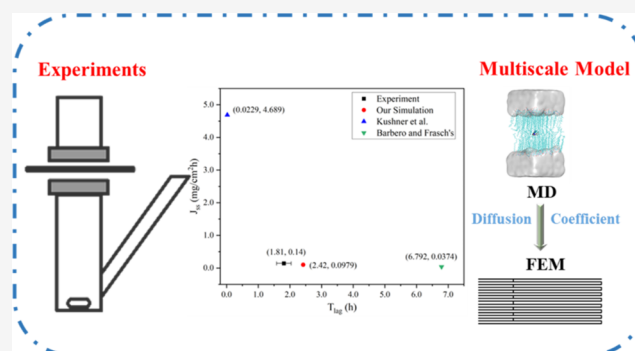 Experiments
Multiscale Model
(0.0229, 4.689)
Experiment
Our Simulation
Kushner et al.
Barbero and Frasch's
5.0
4.0
3.0
2.0
1.0
0.0
Jss (mg/cm²h)
(1.81, 0.14)
(2.42, 0.0979)
(6.792, 0.0374)
0.0 1.0 2.0 3.0 4.0 5.0 6.0 7.0
Tlag (h)
MD
Diffusion Coefficient
FEM